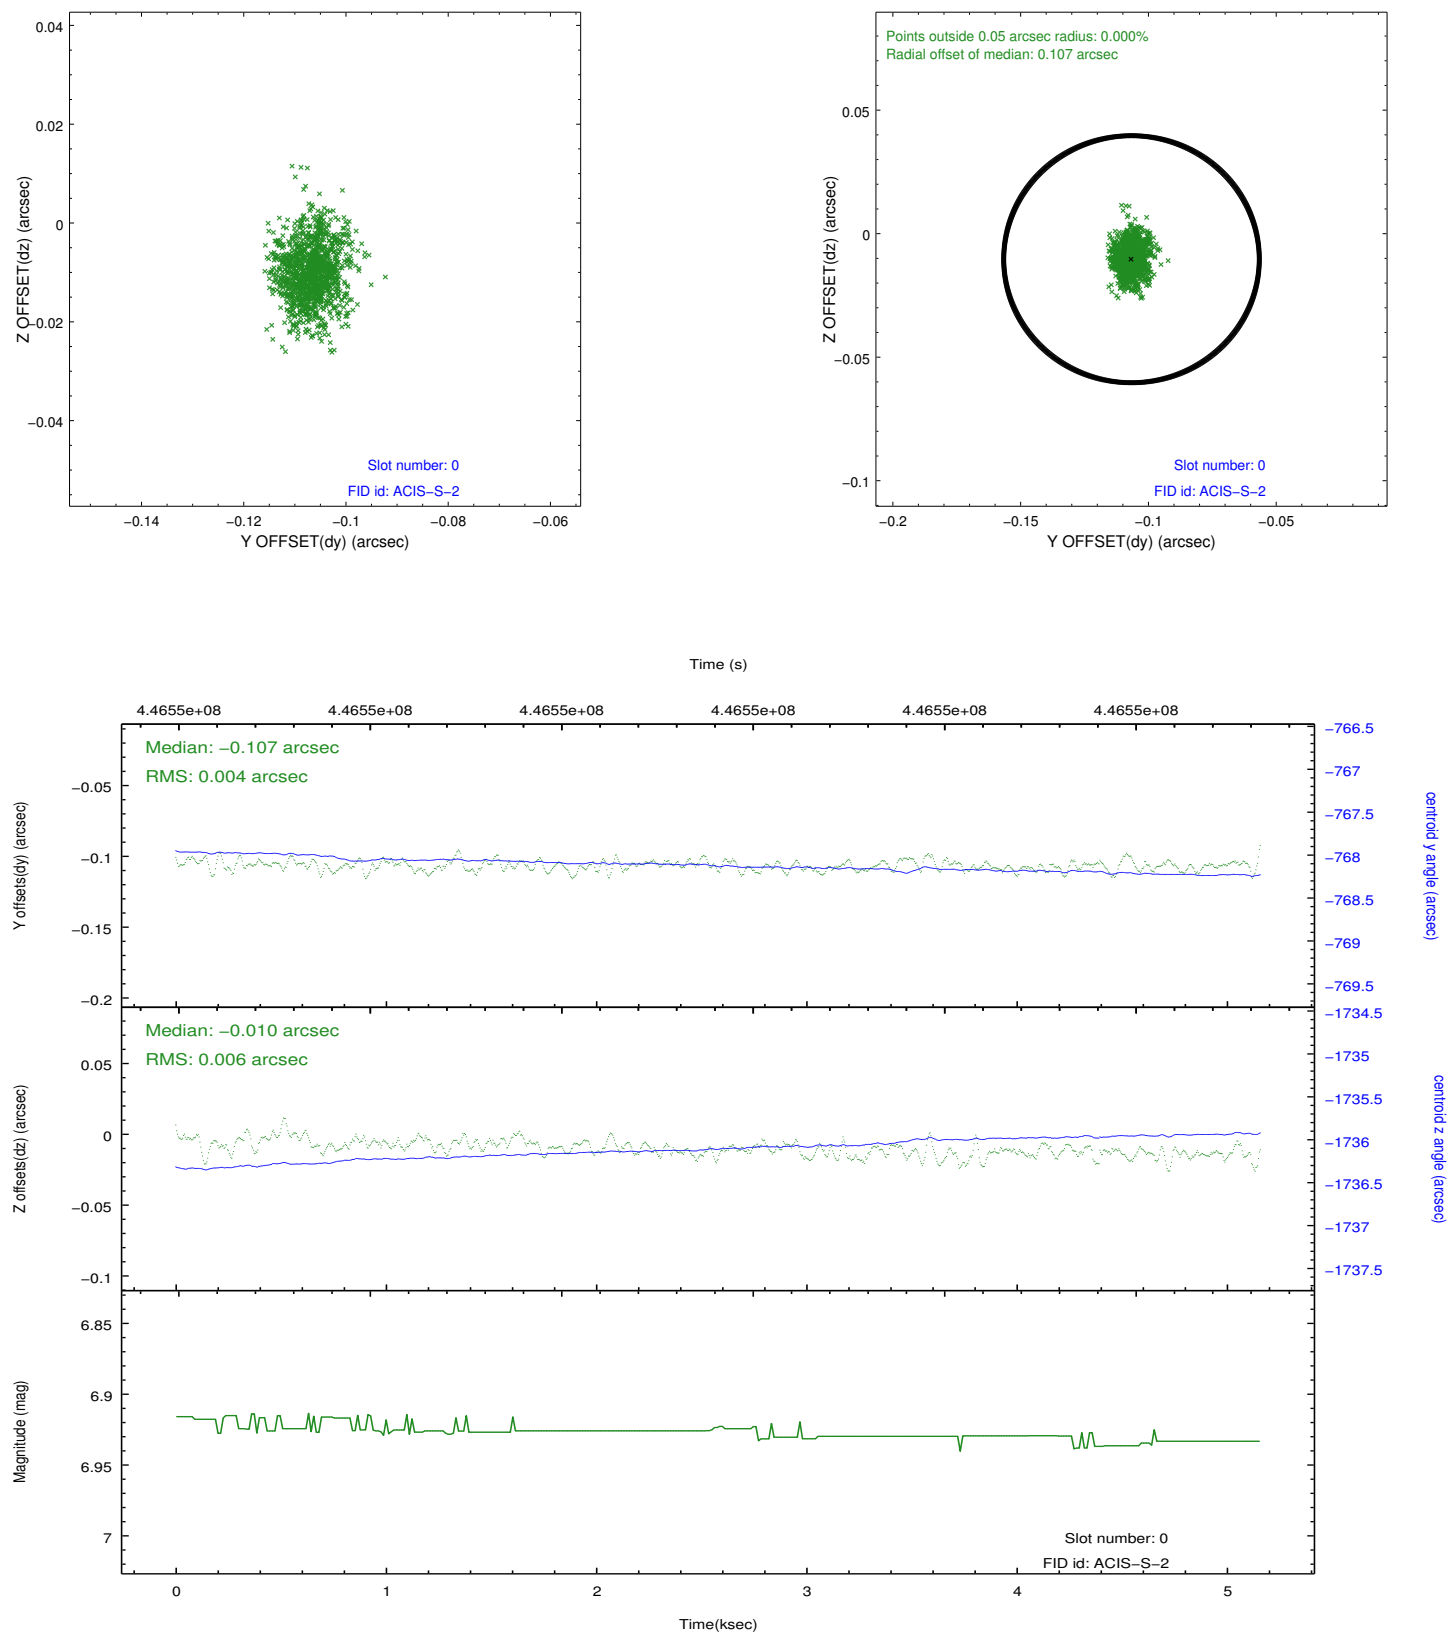 0.04
0.02
0
−0.02
−0.04
Z OFFSET(dz) (arcsec)
Slot number: 0
FID id: ACIS−S−2
−0.14
−0.12
−0.1
−0.08
−0.06
Y OFFSET(dy) (arcsec)
Points outside 0.05 arcsec radius: 0.000%
Radial offset of median: 0.107 arcsec
0.05
0
−0.05
−0.1
Z OFFSET(dz) (arcsec)
Slot number: 0
FID id: ACIS−S−2
−0.2
−0.15
−0.1
−0.05
Y OFFSET(dy) (arcsec)
Time (s)
4.4655e+08
4.4655e+08
4.4655e+08
4.4655e+08
4.4655e+08
4.4655e+08
Median: −0.107 arcsec
RMS: 0.004 arcsec
−0.05
−0.1
−0.15
−0.2
Y offsets(dy) (arcsec)
−766.5
−767
−767.5
−768
−768.5
−769
−769.5
centroid y angle (arcsec)
Median: −0.010 arcsec
RMS: 0.006 arcsec
0.05
0
−0.05
−0.1
Z offsets(dz) (arcsec)
−1734.5
−1735
−1735.5
−1736
−1736.5
−1737
−1737.5
centroid z angle (arcsec)
6.85
6.9
6.95
7
Magnitude (mag)
Slot number: 0
FID id: ACIS−S−2
0
1
2
3
4
5
Time(ksec)